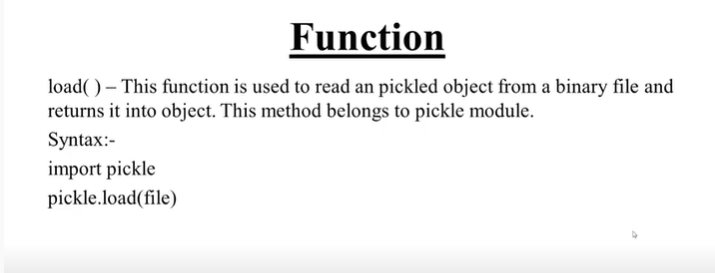 Function
load( ) – This function is used to read an pickled object from a binary file and
returns it into object. This method belongs to pickle module.
Syntax:-
import pickle
pickle.load(file)